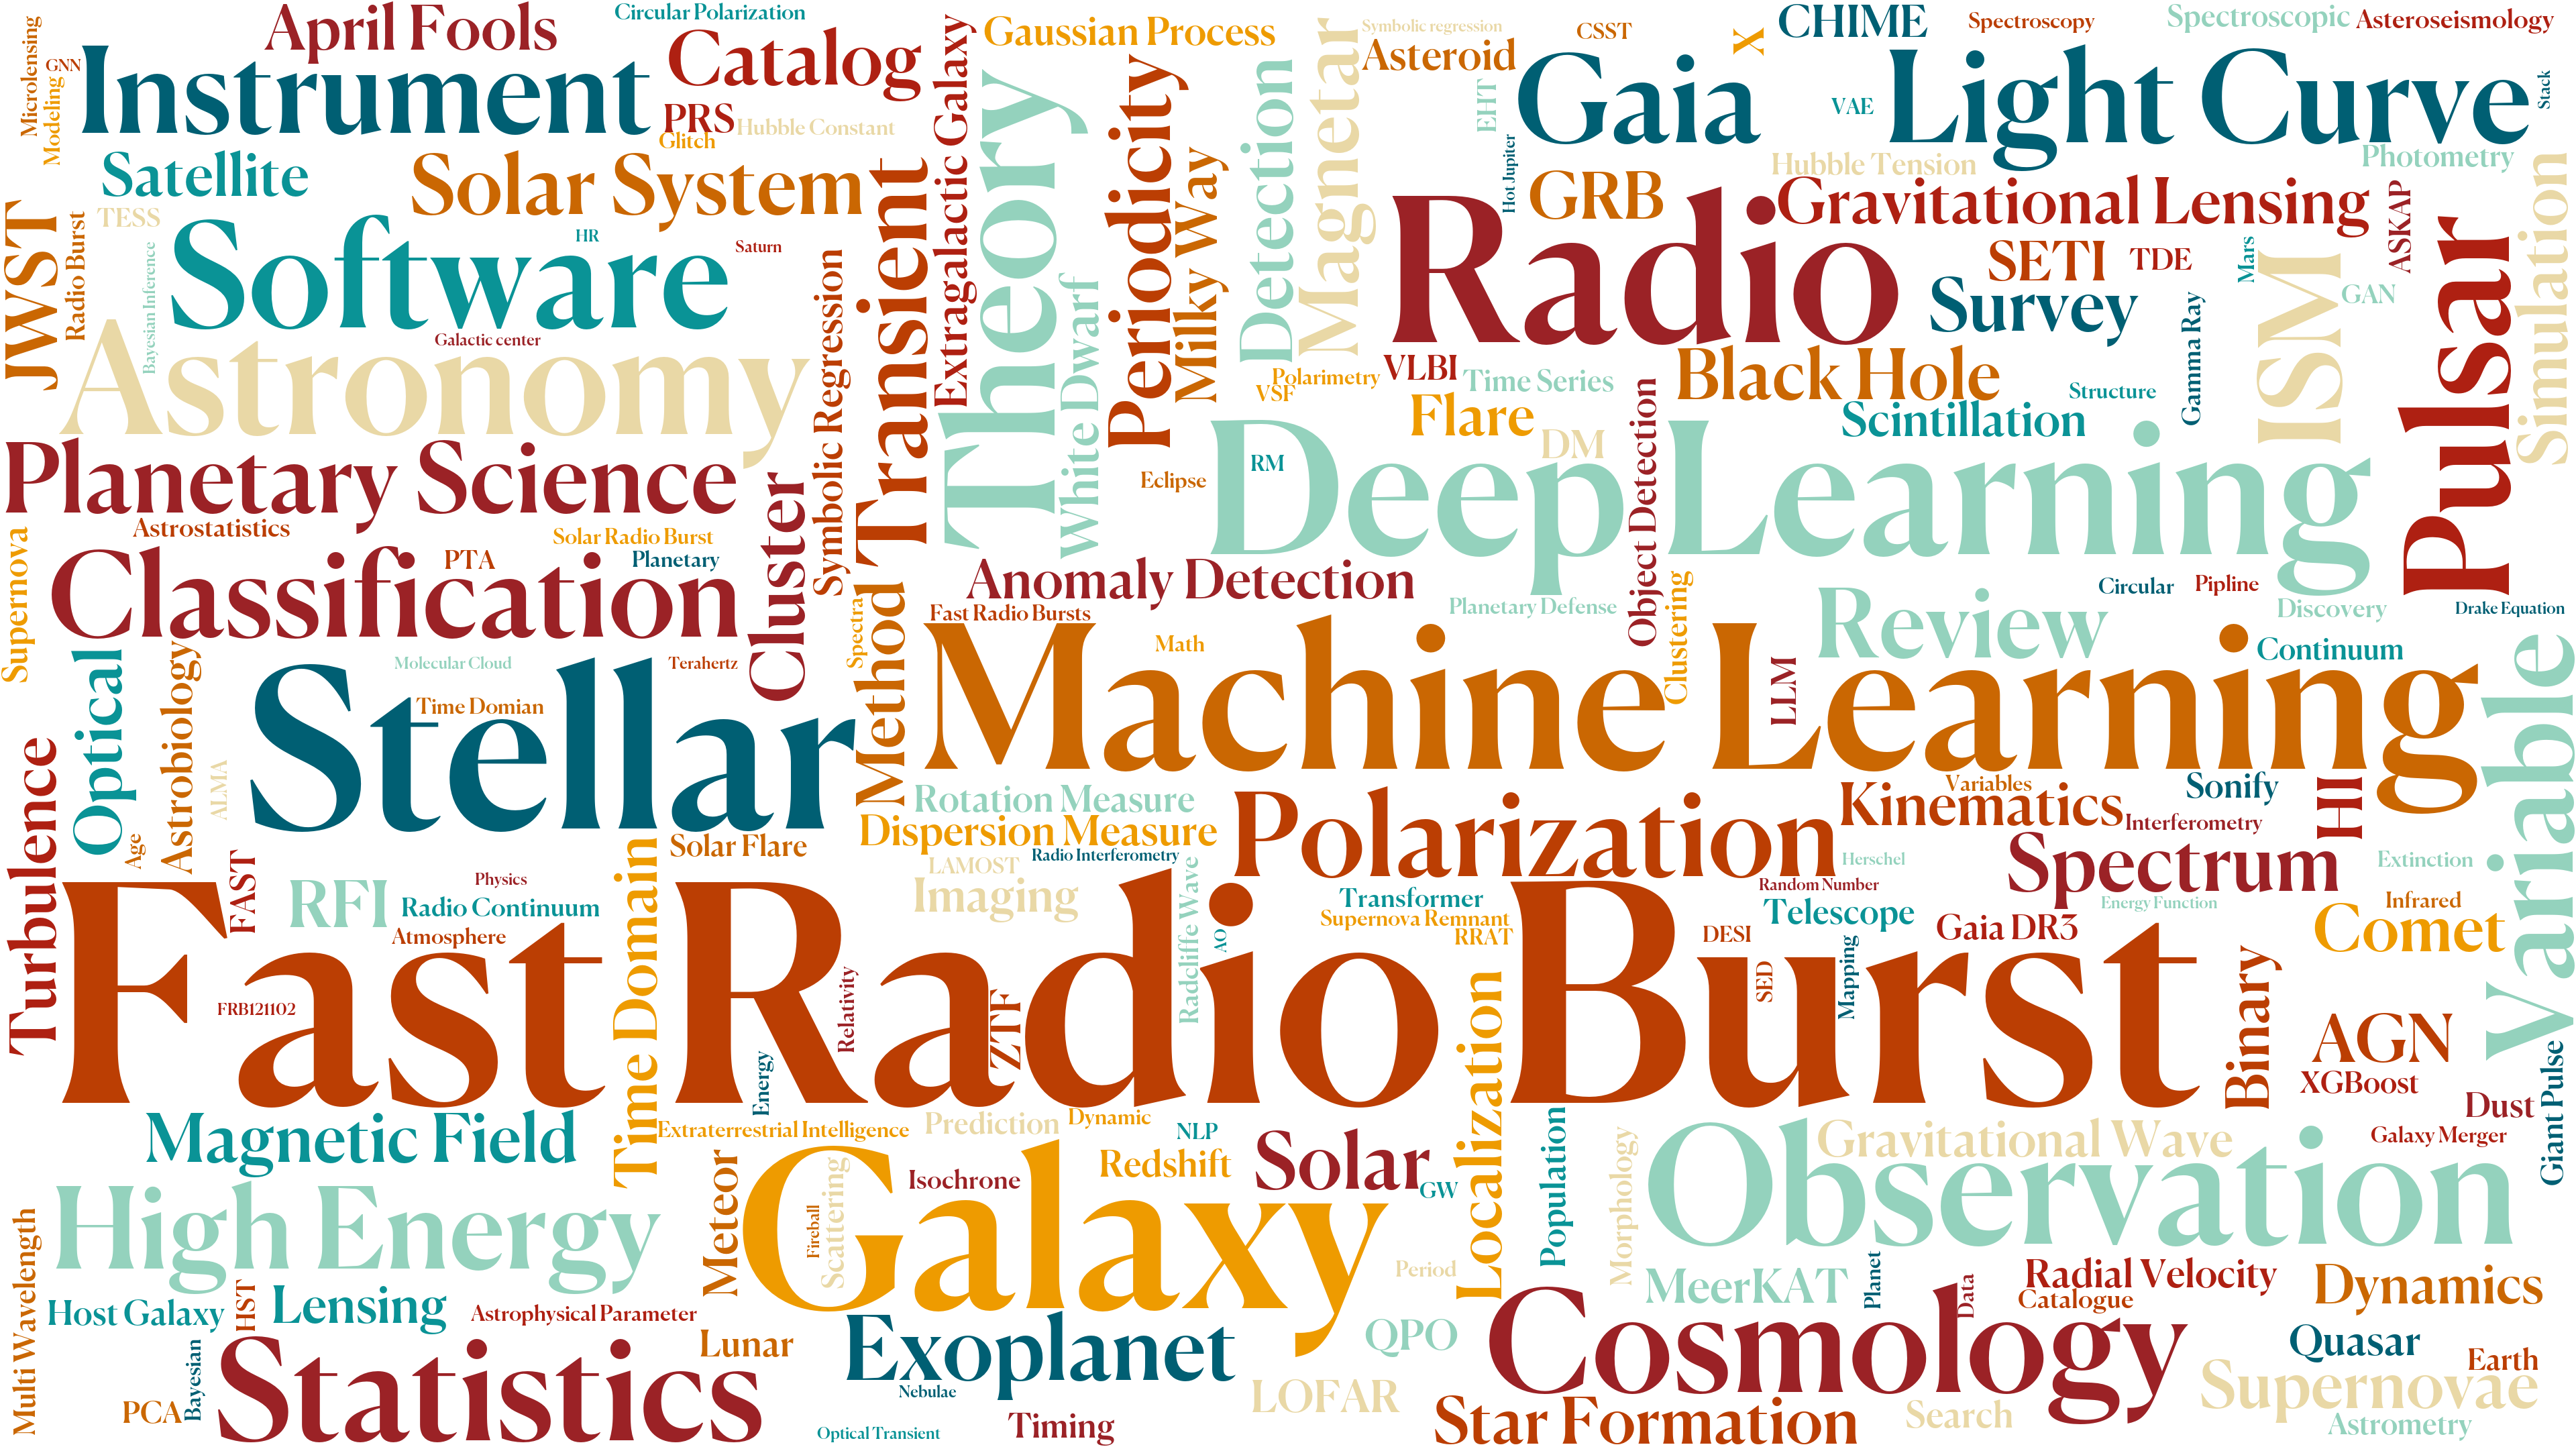 Microlensing
GNN
Modeling
April Fools
Circular Polarization
Instrument
Catalog
PRS
Glitch
Hubble Constant
Extragalactic Galaxy
Gaussian Process
Theory
Periodicity
Milky Way
Detection
Magnetar
Symbolic regression
Asteroid
CSST
X
CHIME
Spectroscopy
Spectroscopic
Asteroseismology
EHT
Hot Jupiter
Gaia
VAE
Light Curve
Stack
Photometry
Satellite
Solar System
TESS
JWST
Radio Burst
Bayesian Inference
Software
HR
Saturn
Galactic center
Astronomy
Symbolic Regression
Transient
White Dwarf
Hubble Tension
GRB
Radio
Gravitational Lensing
ASKAP
SETI
TDE
Mars
Survey
Gamma Ray
ISM
GAN
Pulsar
Simulation
VLBI
Polarimetry
VSF
Time Series
Black Hole
Structure
Flare
DM
Scintillation
Object Detection
Planetary Science
Astrostatistics
Solar Radio Burst
PTA
Planetary
Classification
Cluster
Supernova
Eclipse
RM
Deep Learning
Anomaly Detection
Fast Radio Bursts
Planetary Defense
Clustering
Circular
Pipline
Discovery
Drake Equation
Review
Continuum
Spectra
Method
Math
Machine Learning
LLM
Variable
Optical
Astrobiology
Molecular Cloud
Terahertz
Time Domian
Stellar
ALMA
Age
Turbulence
Rotation Measure
Dispersion Measure
Polarization
Kinematics
Variables
Sonify
HII
Interferometry
Solar Flare
LAMOST
Radio Interferometry
Imaging
Radcliffe Wave
AO
Herschel
Spectrum
Extinction
FAST
RFI
Physics
Radio Continuum
Atmosphere
Time Domain
Transformer
Supernova Remnant
RRAT
Random Number
Telescope
Energy Function
Infrared
Gaia DR3
DESI
Comet
Fast Radio Burst
FRB121102
Relativity
Energy
ZTF
Localization
SED
Mapping
Binary
AGN
XGBoost
Dust
Giant Pulse
Galaxy Merger
Magnetic Field
Extraterrestrial Intelligence
Prediction
Dynamic
NLP
Redshift
Solar
GW
Population
Morphology
Gravitational Wave
Observation
High Energy
Meteor
Fireball
Scattering
Isochrone
Galaxy
Period
MeerKAT
Planet
Data
Radial Velocity
Catalogue
Dynamics
Multi Wavelength
Host Galaxy
HST
Lensing
Astrophysical Parameter
Lunar
Exoplanet
Nebulae
QPO
Cosmology
Quasar
Earth
PCA
Bayesian
Statistics
Optical Transient
Timing
LOFAR
Star Formation
Search
Supernovae
Astrometry